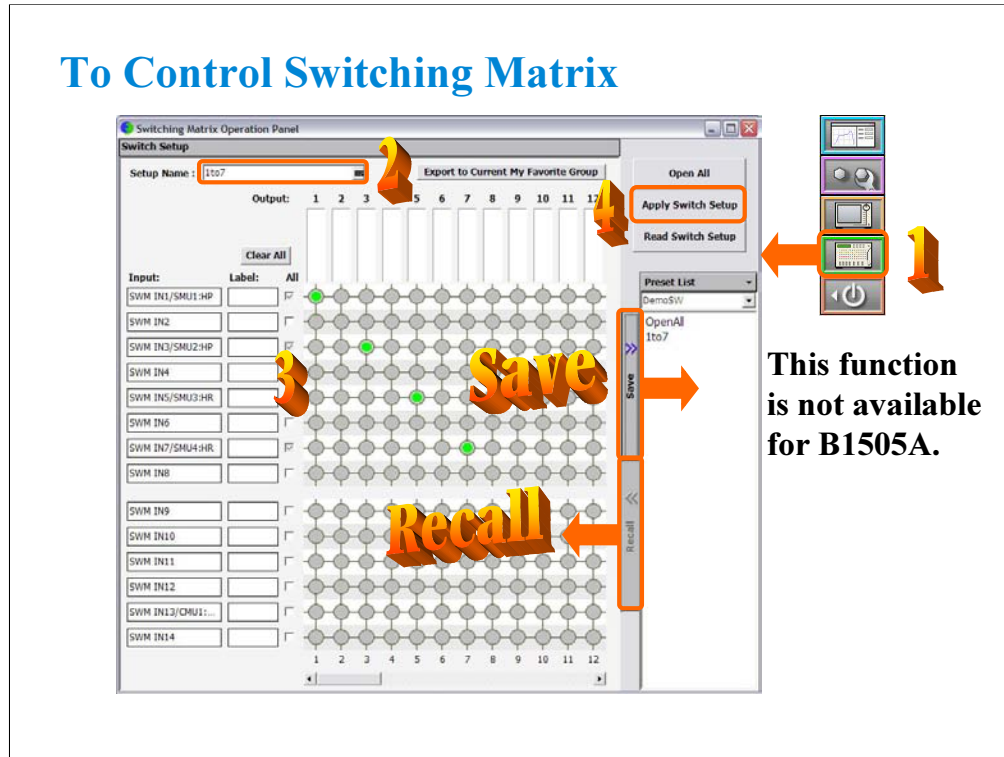 To Control Switching Matrix
Switching Matrix Operation Panel
Switch Setup
Setup Name : 1to7
2
Export to Current My Favorite Group
Output: 1 2 3 5 6 7 8 9 10 11 12
Clear All
Input: Label: All
SWM IN1/SMU1:HP
SWM IN2
SWM IN3/SMU2:HP
SWM IN4
SWM IN5/SMU3:HR
SWM IN6
SWM IN7/SMU4:HR
SWM IN8
SWM IN9
SWM IN10
SWM IN11
SWM IN12
SWM IN13/CMU1:...
SWM IN14
3
Save
Recall
1 2 3 4 5 6 7 8 9 10 11 12
4
Open All
Apply Switch Setup
Read Switch Setup
Preset List
DemoSW
OpenAll
1to7
Save
Recall
1
This function
is not available
for B1505A.